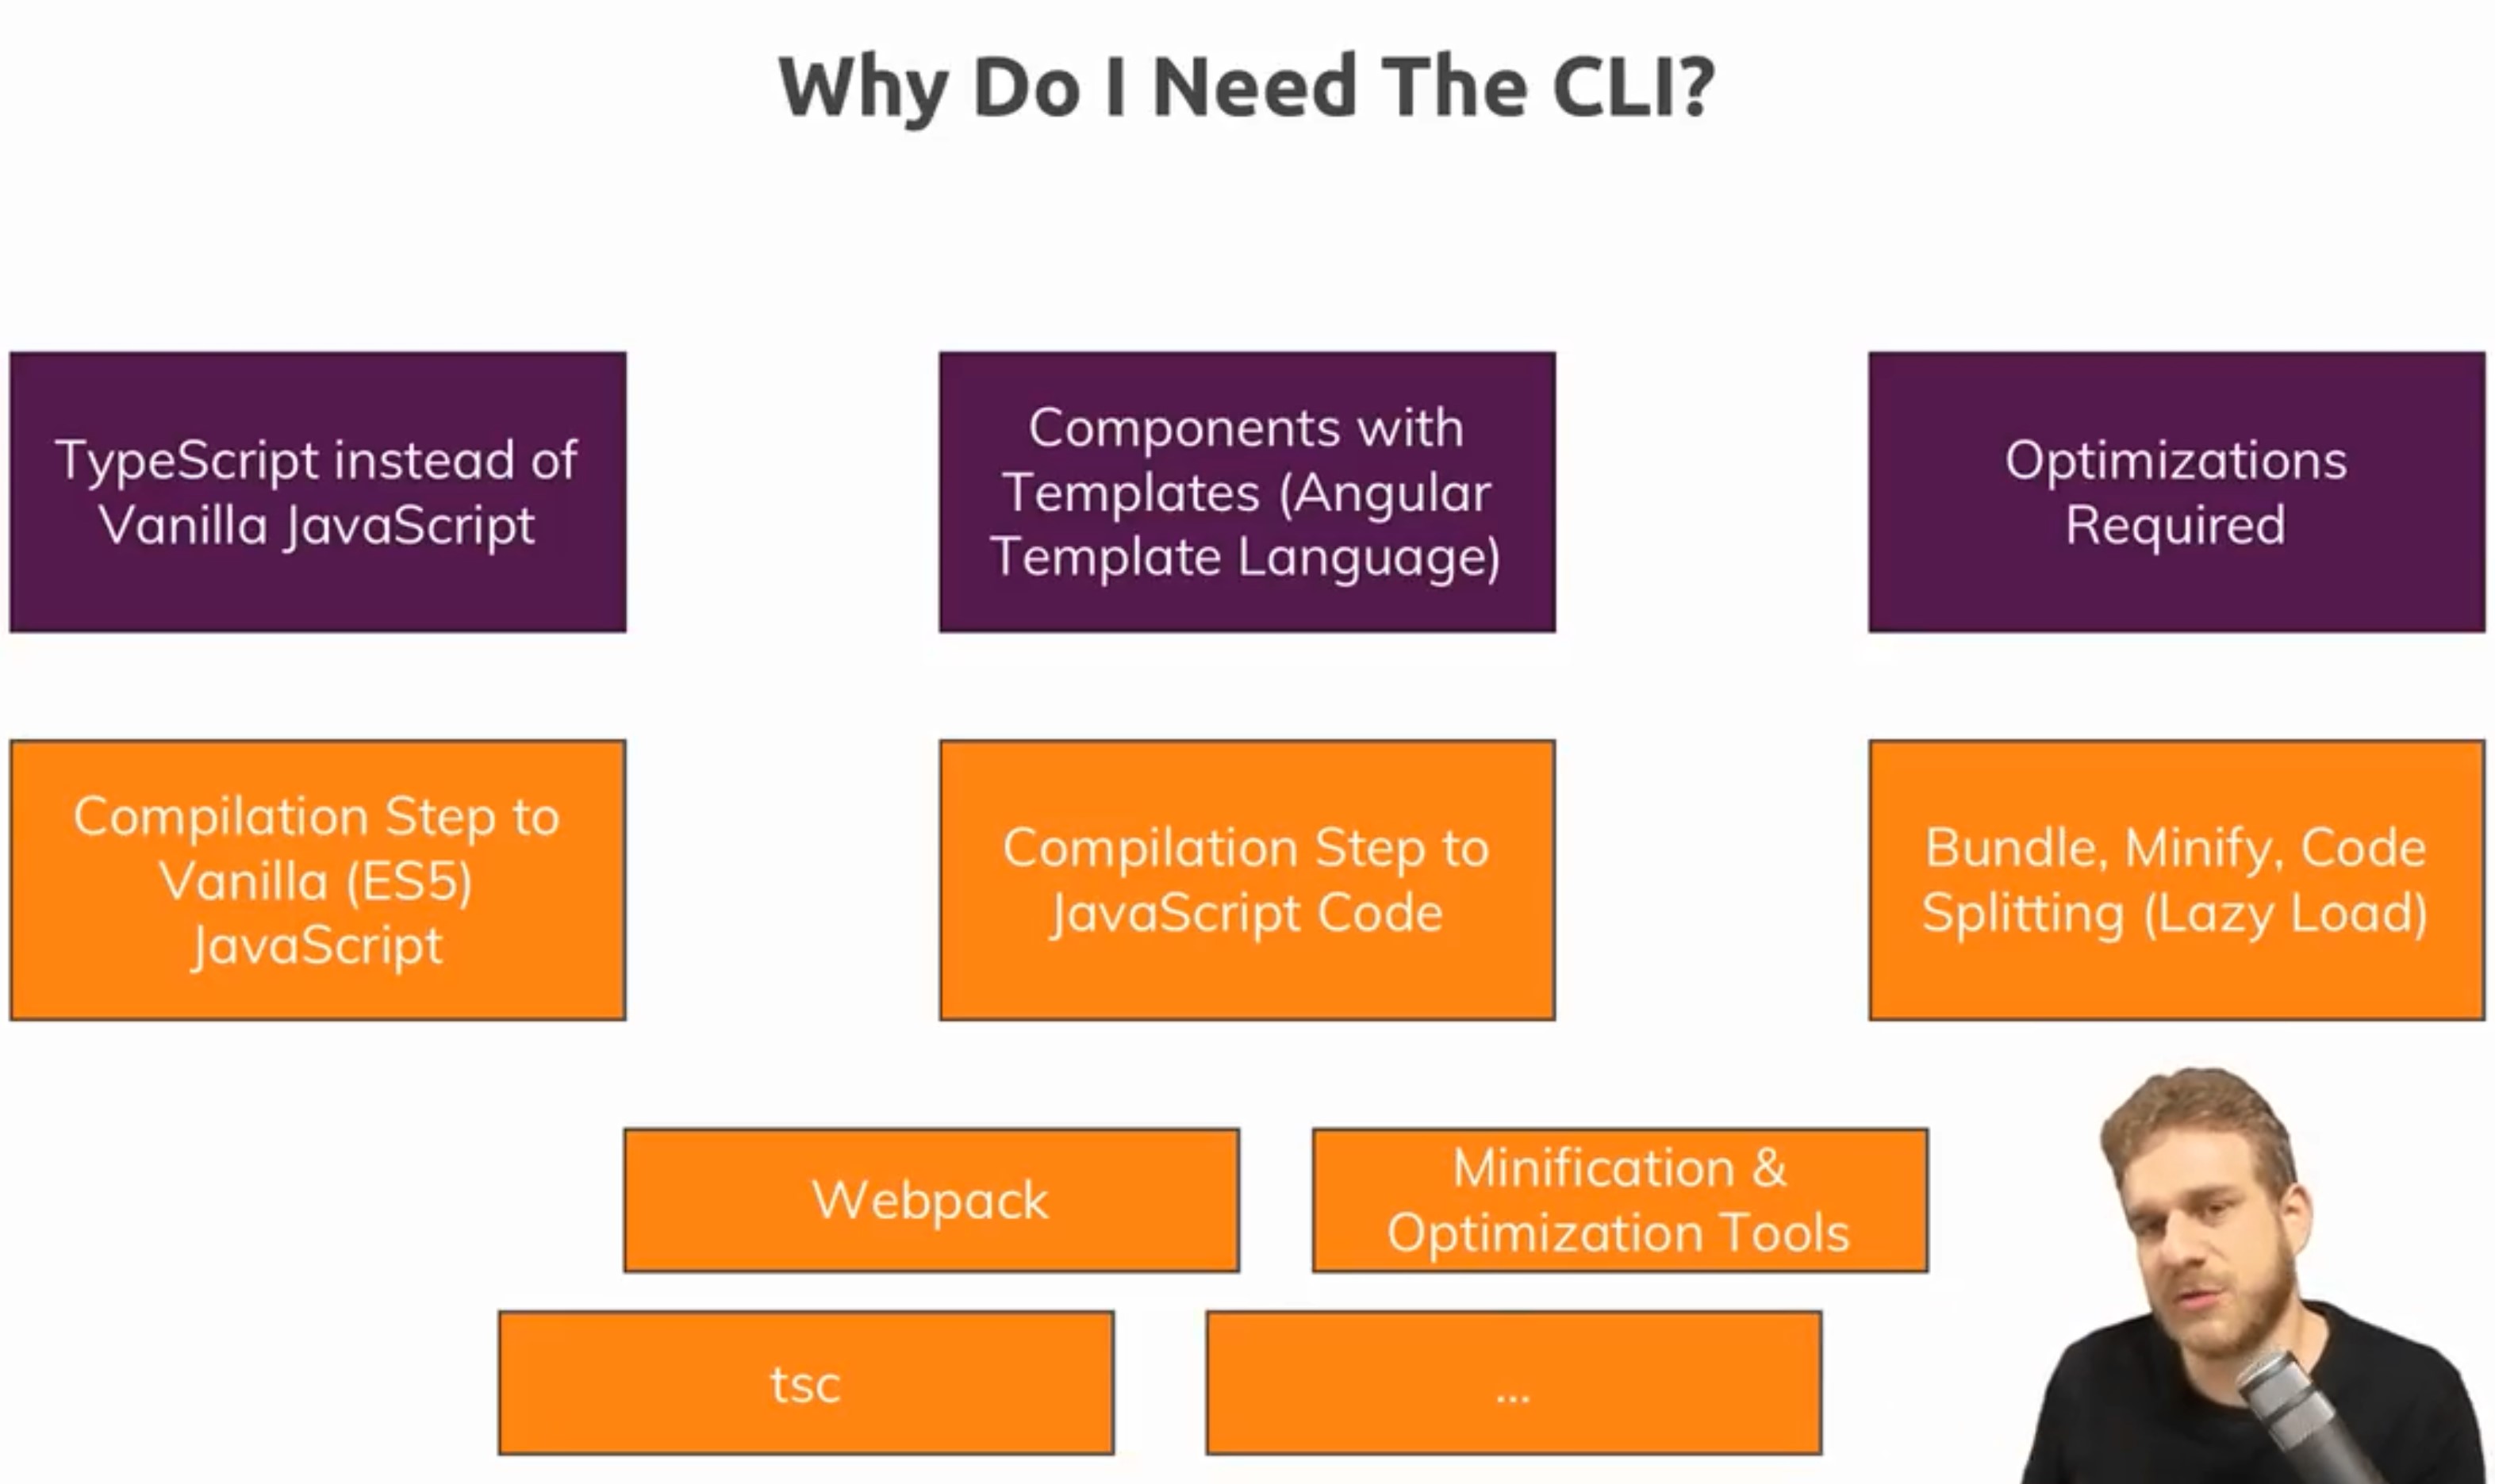 Why Do I Need The CLI?
TypeScript instead of
Vanilla JavaScript
Components with
Templates (Angular
Template Language)
Optimizations
Required
Compilation Step to
Vanilla (ES5)
JavaScript
Compilation Step to
JavaScript Code
Bundle, Minify, Code
Splitting (Lazy Load)
Webpack
Minification &
Optimization Tools
tsc
...